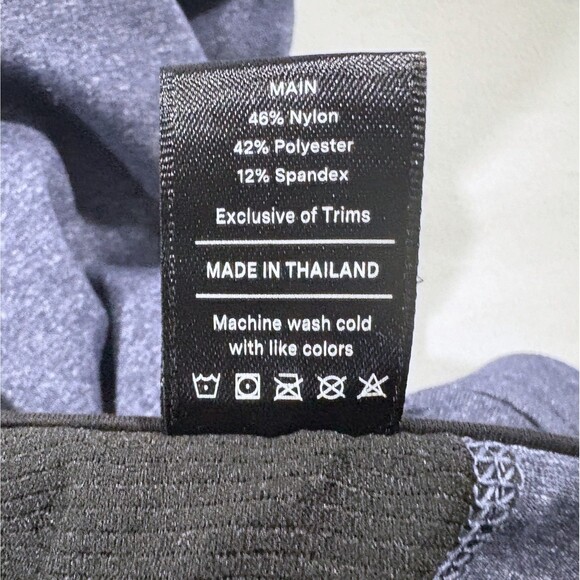 MAIN
46% Nylon
42% Polyester
12% Spandex
Exclusive of Trims
MADE IN THAILAND
Machine wash cold
with like colors